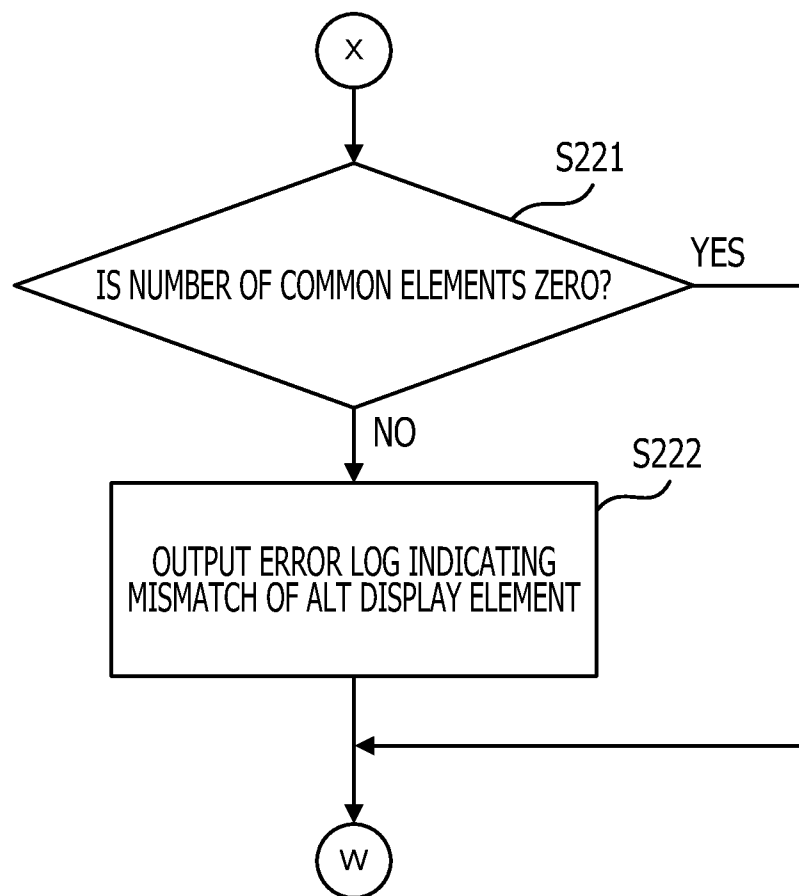 X
S221
IS NUMBER OF COMMON ELEMENTS ZERO?
YES
NO
S222
OUTPUT ERROR LOG INDICATING
MISMATCH OF ALT DISPLAY ELEMENT
W